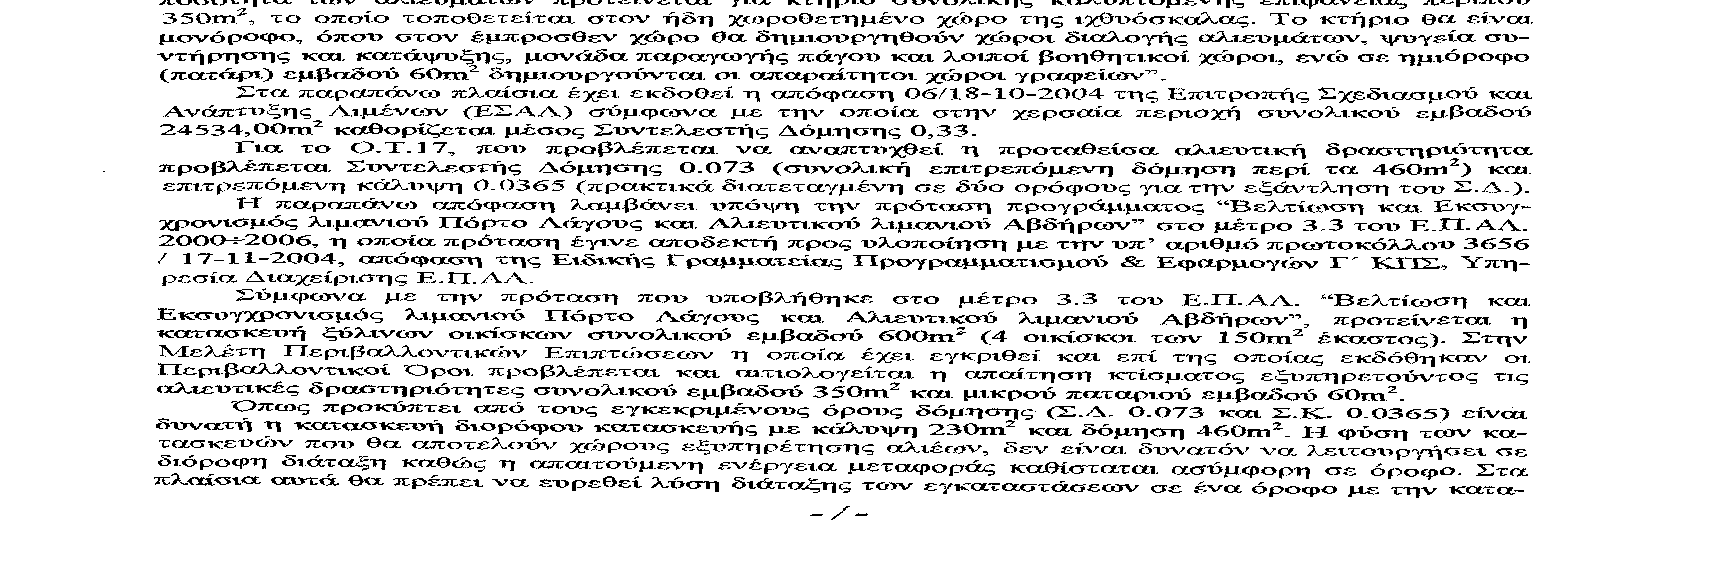 ποσότητα των αλιευμάτων προτείνεται για κτήριο συνολικής καλυπτόμενης επιφάνειας περίπου
350m², το οποίο τοποθετείται στον ήδη χωροθετημένο χώρο της ιχθυόσκαλας. Το κτήριο θα είναι
μονόροφο, όπου στον έμπροσθεν χώρο θα δημιουργηθούν χώροι διαλογής αλιευμάτων, ψυγεία συ-
ντήρησης και κατάψυξης, μονάδα παραγωγής πάγου και λοιποί βοηθητικοί χώροι, ενώ σε ημιόροφο
(πατάρι) εμβαδού 60m² δημιουργούνται οι απαραίτητοι χώροι γραφείων”.
Στα παραπάνω πλαίσια έχει εκδοθεί η απόφαση 06/18-10-2004 της Επιτροπής Σχεδιασμού και
Ανάπτυξης Λιμένων (ΕΣΑΛ) σύμφωνα με την οποία στην χερσαία περιοχή συνολικού εμβαδού
24534,00m² καθορίζεται μέσος Συντελεστής Δόμησης 0,33.
Για το Ο.Τ.17, που προβλέπεται να αναπτυχθεί η προταθείσα αλιευτική δραστηριότητα
προβλέπεται Συντελεστής Δόμησης 0.073 (συνολική επιτρεπόμενη δόμηση περί τα 460m²) και
επιτρεπόμενη κάλυψη 0.0365 (πρακτικά διατεταγμένη σε δύο ορόφους για την εξάντληση του Σ.Δ.).
Η παραπάνω απόφαση λαμβάνει υπόψη την πρόταση προγράμματος “Βελτίωση και Εκσυγ-
χρονισμός λιμανιού Πόρτο Λάγους και Αλιευτικού λιμανιού Αβδήρων” στο μέτρο 3.3 του Ε.Π.ΑΛ.
2000÷2006, η οποία πρόταση έγινε αποδεκτή προς υλοποίηση με την υπ’ αριθμό πρωτοκόλλου 3656
/ 17-11-2004, απόφαση της Ειδικής Γραμματείας Προγραμματισμού & Εφαρμογών Γ΄ ΚΠΣ, Υπη-
ρεσία Διαχείρισης Ε.Π.ΑΛ.
Σύμφωνα με την πρόταση που υποβλήθηκε στο μέτρο 3.3 του Ε.Π.ΑΛ. “Βελτίωση και
Εκσυγχρονισμός λιμανιού Πόρτο Λάγους και Αλιευτικού λιμανιού Αβδήρων”, προτείνεται η
κατασκευή ξύλινων οικίσκων συνολικού εμβαδού 600m² (4 οικίσκοι των 150m² έκαστος). Στην
Μελέτη Περιβαλλοντικών Επιπτώσεων η οποία έχει εγκριθεί και επί της οποίας εκδόθηκαν οι
Περιβαλλοντικοί Όροι προβλέπεται και αιτιολογείται η απαίτηση κτίσματος εξυπηρετούντος τις
αλιευτικές δραστηριότητες συνολικού εμβαδού 350m² και μικρού παταριού εμβαδού 60m².
Όπως προκύπτει από τους εγκεκριμένους όρους δόμησης (Σ.Δ. 0.073 και Σ.Κ. 0.0365) είναι
δυνατή η κατασκευή διορόφου κατασκευής με κάλυψη 230m² και δόμηση 460m². Η φύση των κα-
τασκευών που θα αποτελούν χώρους εξυπηρέτησης αλιέων, δεν είναι δυνατόν να λειτουργήσει σε
διόροφη διάταξη καθώς η απαιτούμενη ενέργεια μεταφοράς καθίσταται ασύμφορη σε όροφο. Στα
πλαίσια αυτά θα πρέπει να ευρεθεί λύση διάταξης των εγκαταστάσεων σε ένα όροφο με την κατα-
- / -